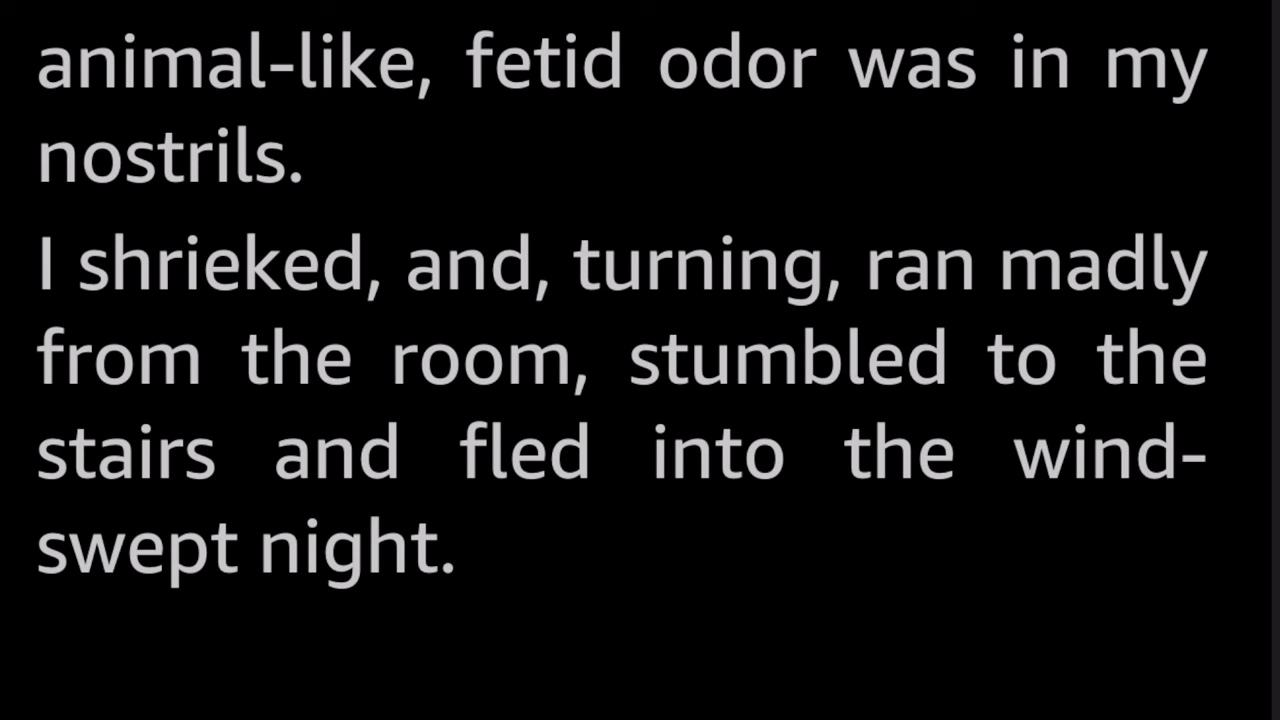 animal-like, fetid odor was in my
nostrils.
I shrieked, and, turning, ran madly
from the room, stumbled to the
stairs and fled into the wind-
swept night.